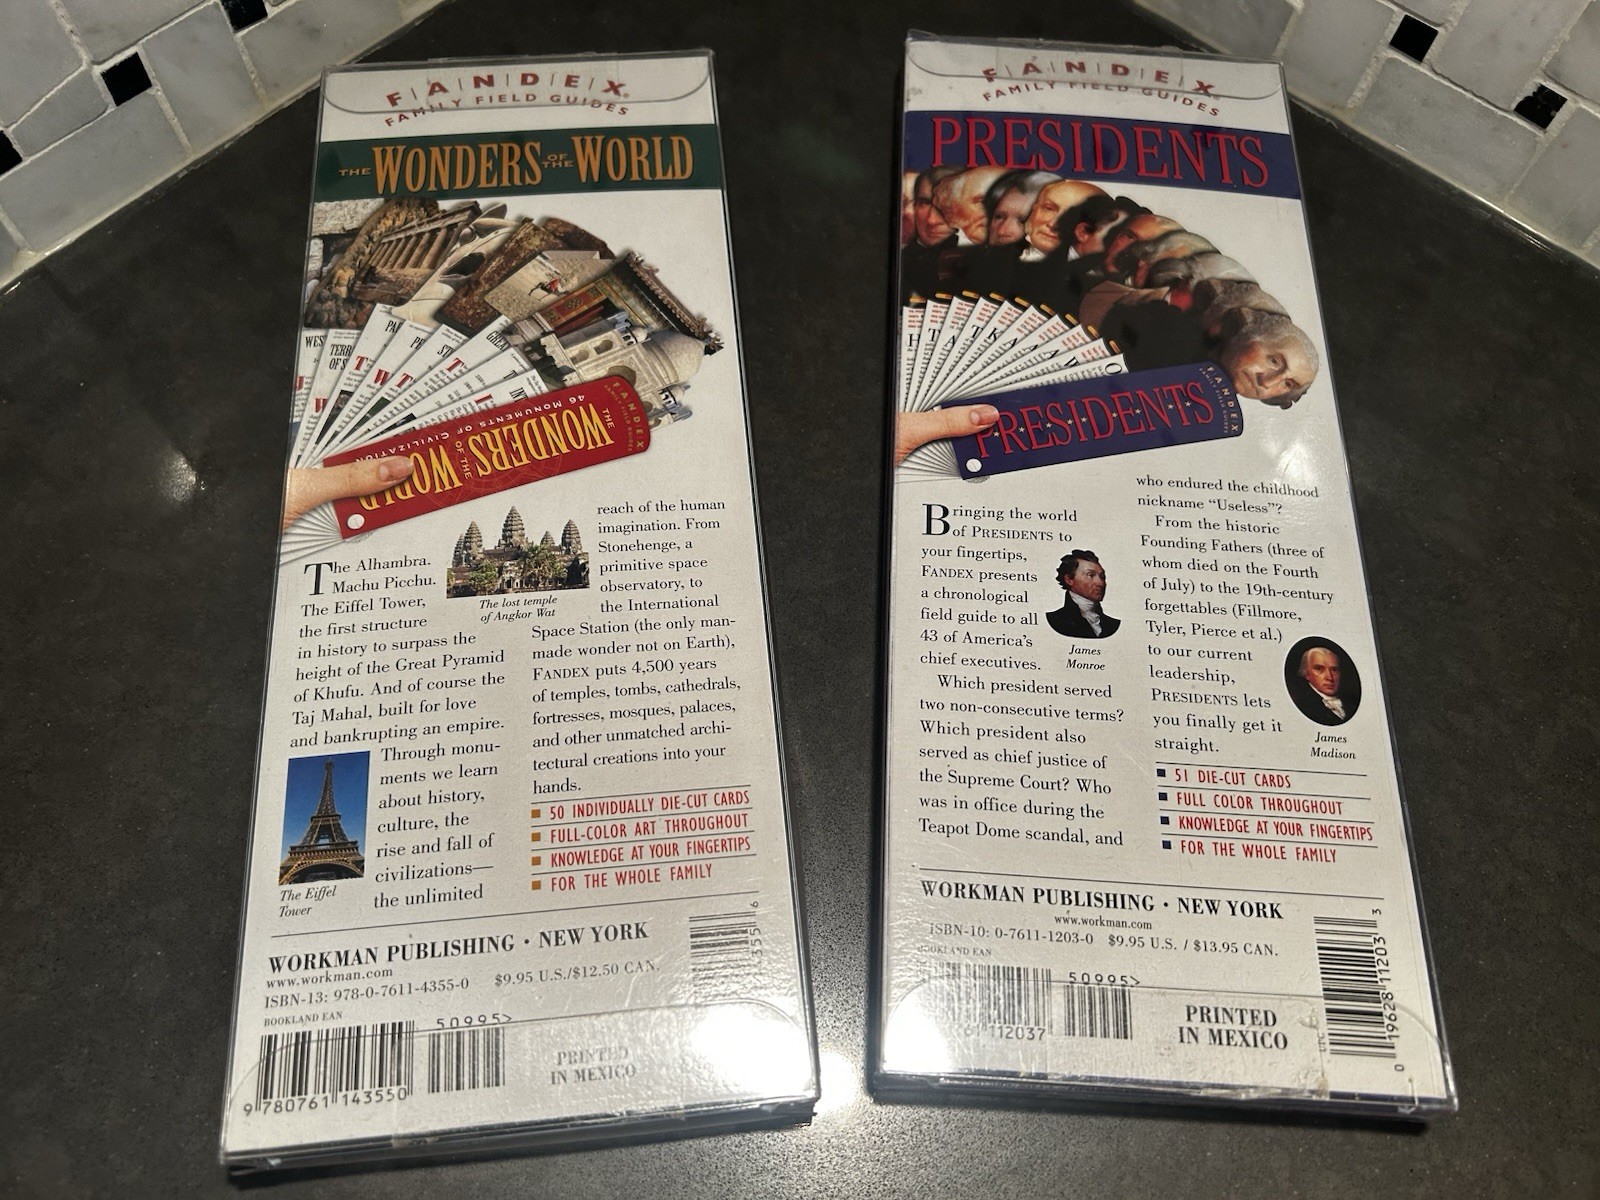 FANDEX®
FAMILY FIELD GUIDES
THE WONDERS OF THE WORLD
FANDEX
FAMILY FIELD GUIDES
THE WONDERS OF THE WORLD
46 MONUMENTS OF CIVILIZATION
The Alhambra.
Machu Picchu.
The Eiffel Tower,
the first structure
in history to surpass the
height of the Great Pyramid
of Khufu. And of course the
Taj Mahal, built for love
and bankrupting an empire.
Through monu-
ments we learn
about history,
culture, the
rise and fall of
civilizations—
the unlimited
The Eiffel
Tower
The lost temple
of Angkor Wat
reach of the human
imagination. From
Stonehenge, a
primitive space
observatory, to
the International
Space Station (the only man-
made wonder not on Earth),
FANDEX puts 4,500 years
of temples, tombs, cathedrals,
fortresses, mosques, palaces,
and other unmatched archi-
tectural creations into your
hands.
50 INDIVIDUALLY DIE-CUT CARDS
FULL-COLOR ART THROUGHOUT
KNOWLEDGE AT YOUR FINGERTIPS
FOR THE WHOLE FAMILY
WORKMAN PUBLISHING • NEW YORK
www.workman.com
ISBN-13: 978-0-7611-4355-0 $9.95 U.S./$12.50 CAN.
BOOKLAND EAN
50995>
9 780761 143550
PRINTED
IN MEXICO
FANDEX®
FAMILY FIELD GUIDES
PRESIDENTS
FANDEX
FAMILY FIELD GUIDES
PRESIDENTS
Bringing the world
of PRESIDENTS to
your fingertips,
FANDEX presents
a chronological
field guide to all
43 of America's
chief executives.
Which president served
two non-consecutive terms?
Which president also
served as chief justice of
the Supreme Court? Who
was in office during the
Teapot Dome scandal, and
James
Monroe
who endured the childhood
nickname "Useless"?
From the historic
Founding Fathers (three of
whom died on the Fourth
of July) to the 19th-century
forgettables (Fillmore,
Tyler, Pierce et al.)
to our current
leadership,
PRESIDENTS lets
you finally get it
straight.
James
Madison
51 DIE-CUT CARDS
FULL COLOR THROUGHOUT
KNOWLEDGE AT YOUR FINGERTIPS
FOR THE WHOLE FAMILY
WORKMAN PUBLISHING • NEW YORK
www.workman.com
ISBN-10: 0-7611-1203-0 $9.95 U.S. / $13.95 CAN.
BOOKLAND EAN
50995>
112037
PRINTED
IN MEXICO
UPC
0 19628 11203 3